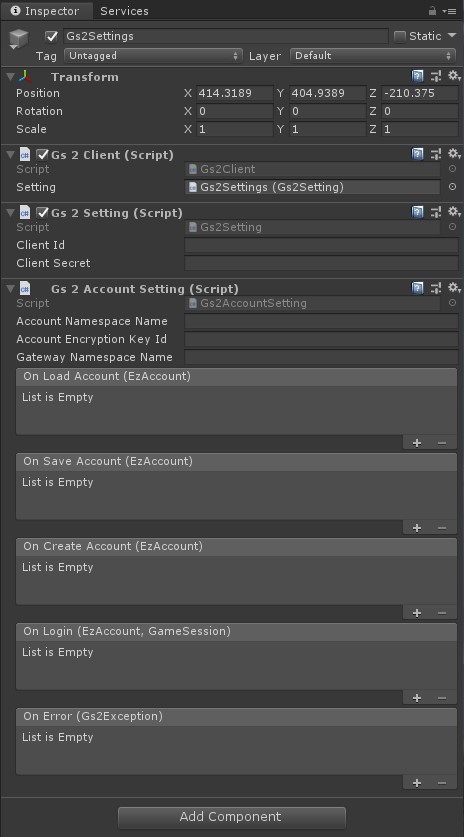 Inspector Services
Gs2Settings Static
Tag Untagged Layer Default
Transform
Position X 414.3189 Y 404.9389 Z -210.375
Rotation X 0 Y 0 Z 0
Scale X 1 Y 1 Z 1
Gs 2 Client (Script)
Script Gs2Client
Setting Gs2Settings (Gs2Setting)
Gs 2 Setting (Script)
Script Gs2Setting
Client Id
Client Secret
Gs 2 Account Setting (Script)
Script Gs2AccountSetting
Account Namespace Name
Account Encryption Key Id
Gateway Namespace Name
On Load Account (EzAccount)
List is Empty
On Save Account (EzAccount)
List is Empty
On Create Account (EzAccount)
List is Empty
On Login (EzAccount, GameSession)
List is Empty
On Error (Gs2Exception)
List is Empty
Add Component